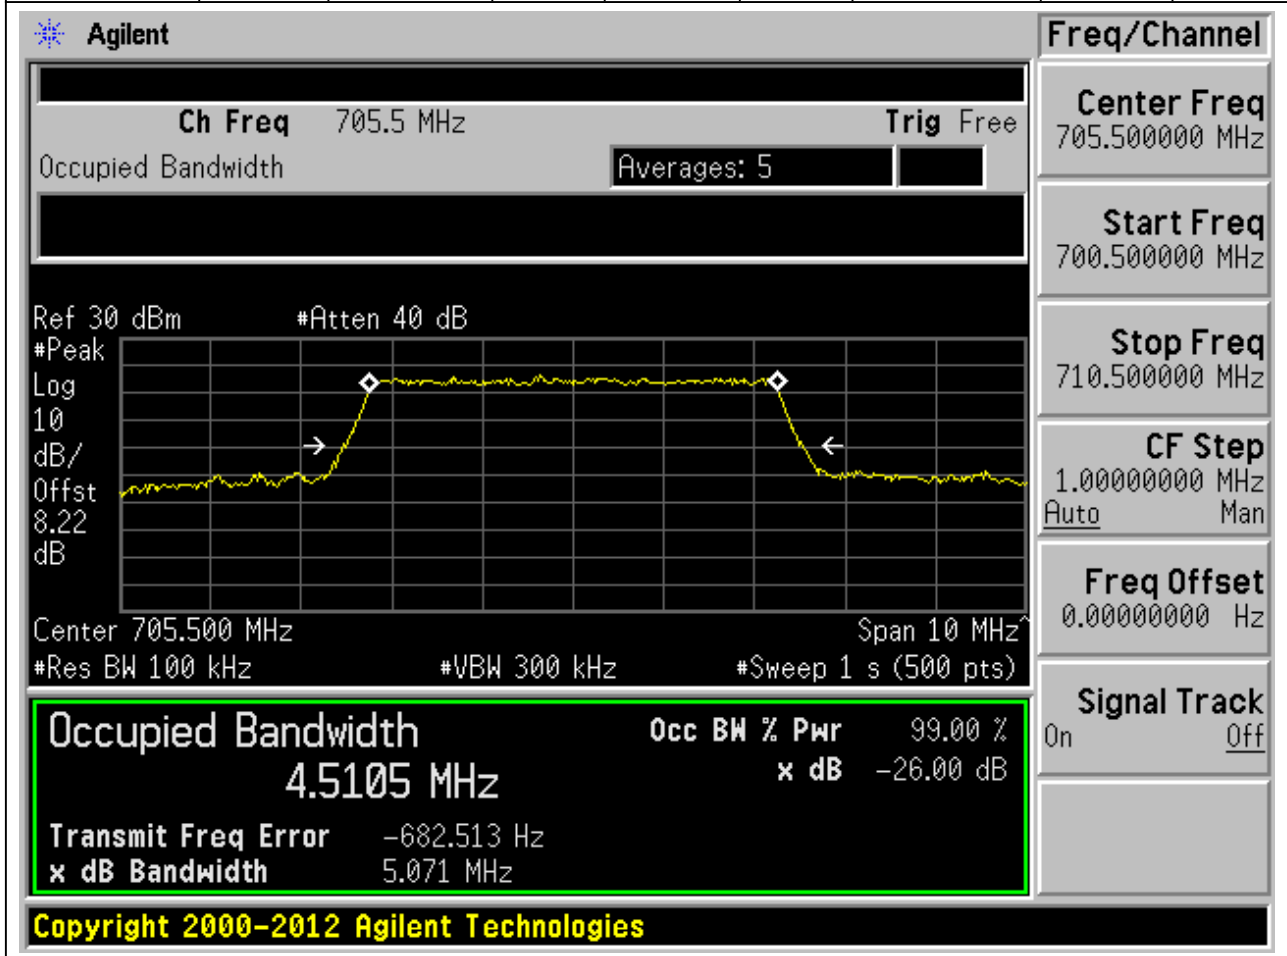 Agilent
Freq/Channel
Ch Freq 705.5 MHz
Trig Free
Occupied Bandwidth
Averages: 5
Center Freq
705.500000 MHz
Start Freq
700.500000 MHz
Stop Freq
710.500000 MHz
CF Step
1.00000000 MHz
Auto Man
Freq Offset
0.00000000 Hz
Signal Track
On Off
Ref 30 dBm
#Atten 40 dB
#Peak
Log
10
dB/
Offst
8.22
dB
Center 705.500 MHz
Span 10 MHz^
#Res BW 100 kHz
#VBW 300 kHz
#Sweep 1 s (500 pts)
Occupied Bandwidth
4.5105 MHz
Occ BW % Pwr 99.00 %
x dB -26.00 dB
Transmit Freq Error -682.513 Hz
x dB Bandwidth 5.071 MHz
Copyright 2000-2012 Agilent Technologies